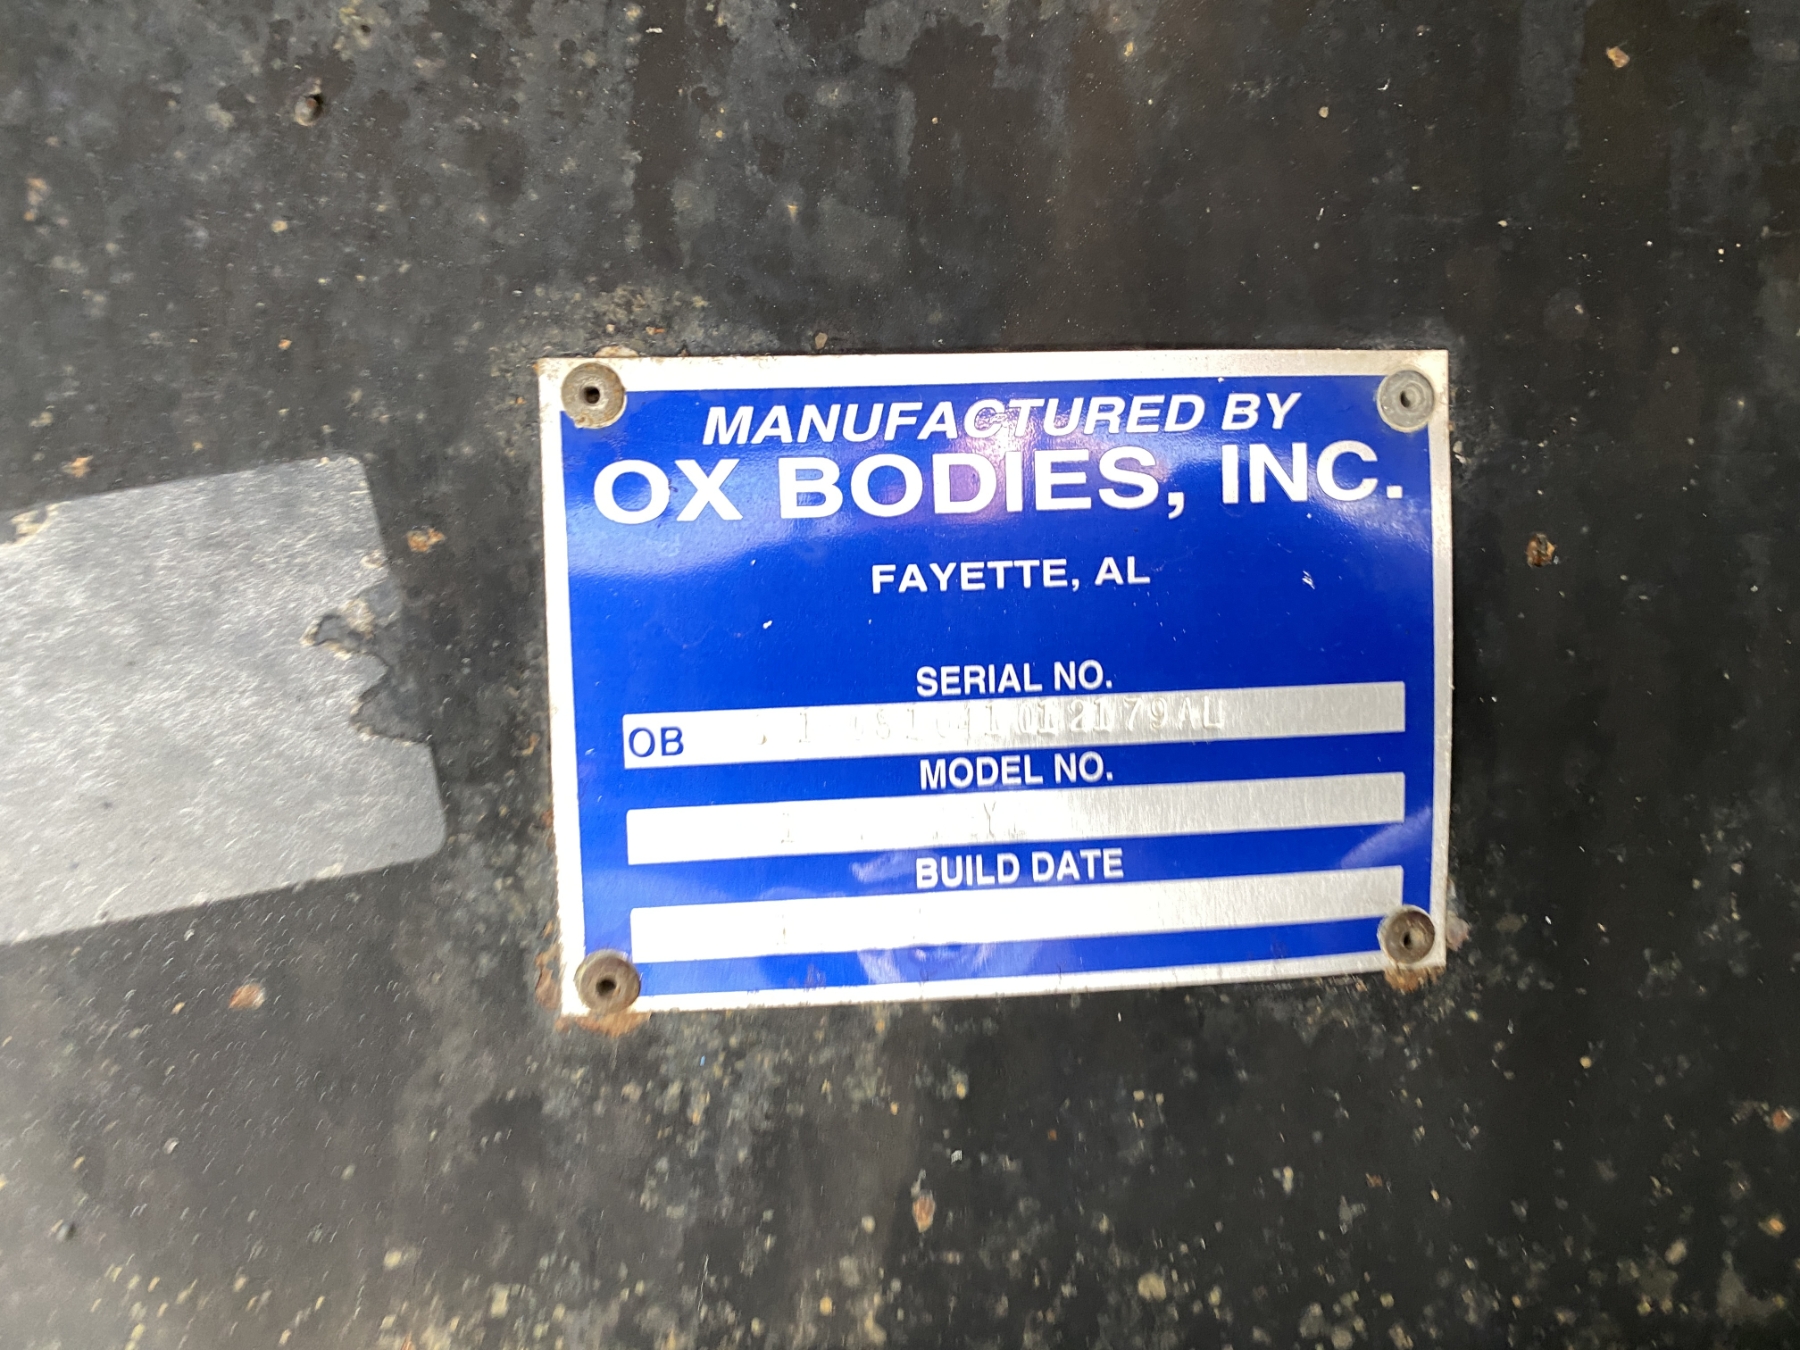 MANUFACTURED BY
OX BODIES, INC.
FAYETTE, AL
SERIAL NO.
OB
MODEL NO.
BUILD DATE